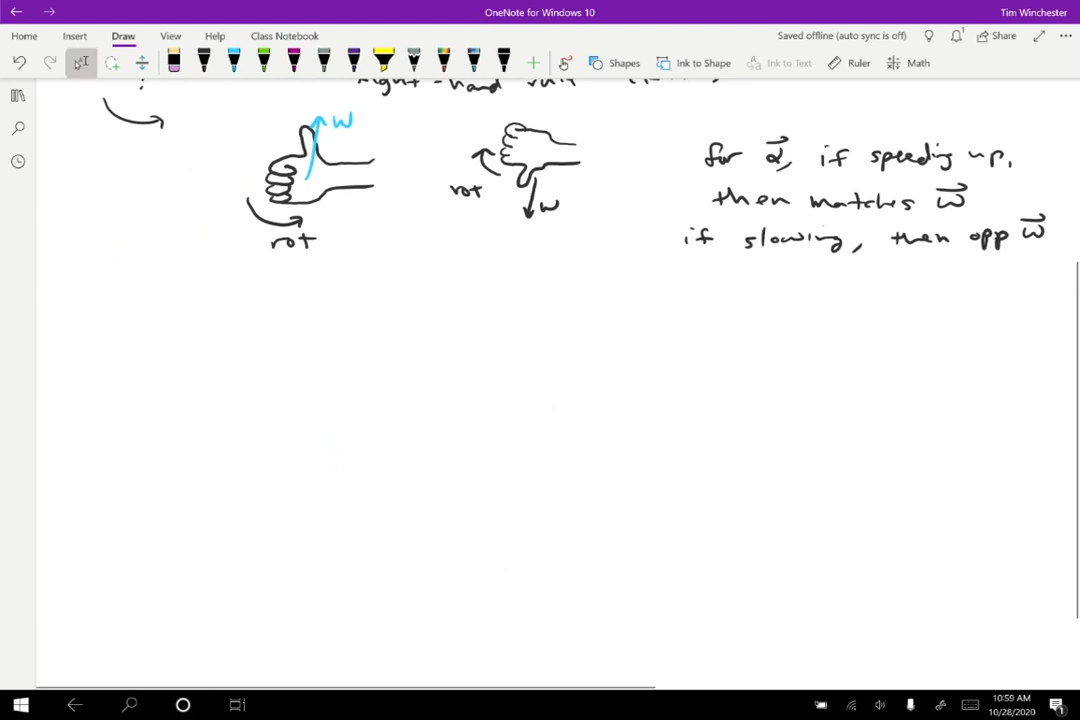 OneNote for Windows 10
Tim Winchester
Home
Insert
Draw
View
Help
Class Notebook
Saved offline (auto sync is off)
Share
Shapes
Ink to Shape
Ink to Text
Ruler
Math
right-hand
w
rot
rot
w
for α⃗, if speeding up,
then matches w⃗
if slowing, then opp w⃗
10:59 AM
10/28/2020